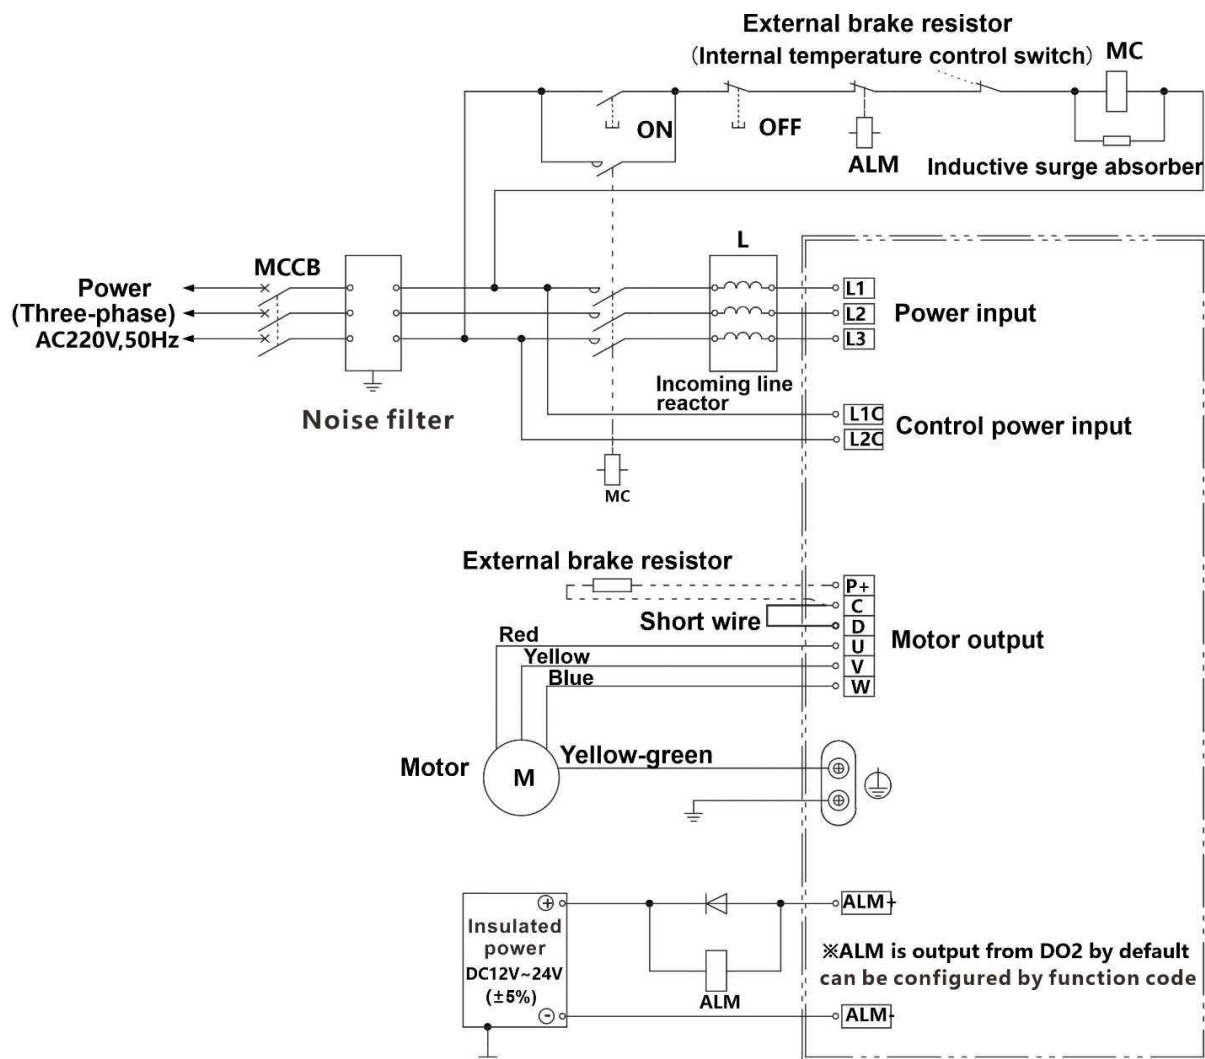 External brake resistor
（Internal temperature control switch）
MC
ON
OFF
ALM
Inductive surge absorber
L
MCCB
Power
(Three-phase)
AC220V,50Hz
L1
L2
L3
Power input
Incoming line
reactor
Noise filter
L1C
L2C
Control power input
MC
External brake resistor
P+
C
D
U
V
W
Short wire
Motor output
Red
Yellow
Blue
Motor
M
Yellow-green
Insulated
power
DC12V~24V
(±5%)
ALM
ALM+
※ALM is output from DO2 by default
can be configured by function code
ALM-